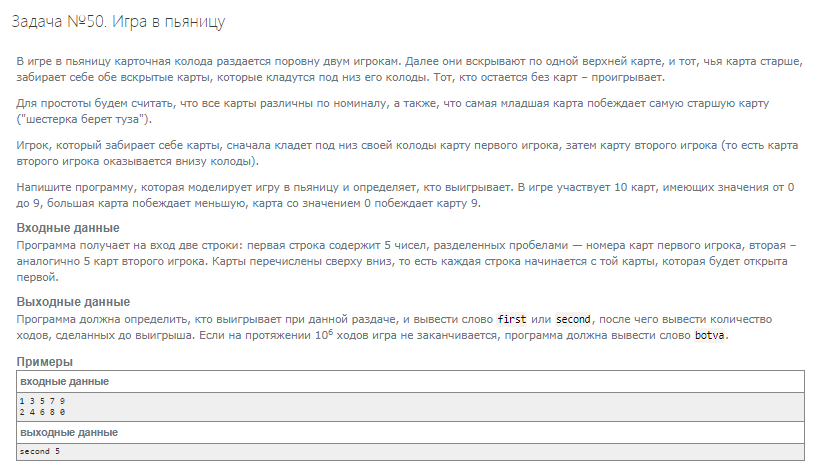 Задача №50. Игра в пьяницу
В игре в пьяницу карточная колода раздается поровну двум игрокам. Далее они вскрывают по одной верхней карте, и тот, чья карта старше,
забирает себе обе вскрытые карты, которые кладутся под низ его колоды. Тот, кто остается без карт – проигрывает.
Для простоты будем считать, что все карты различны по номиналу, а также, что самая младшая карта побеждает самую старшую карту
("шестерка берет туза").
Игрок, который забирает себе карты, сначала кладет под низ своей колоды карту первого игрока, затем карту второго игрока (то есть карта
второго игрока оказывается внизу колоды).
Напишите программу, которая моделирует игру в пьяницу и определяет, кто выигрывает. В игре участвует 10 карт, имеющих значения от 0
до 9, большая карта побеждает меньшую, карта со значением 0 побеждает карту 9.
Входные данные
Программа получает на вход две строки: первая строка содержит 5 чисел, разделенных пробелами — номера карт первого игрока, вторая –
аналогично 5 карт второго игрока. Карты перечислены сверху вниз, то есть каждая строка начинается с той карты, которая будет открыта
первой.
Выходные данные
Программа должна определить, кто выигрывает при данной раздаче, и вывести слово first или second, после чего вывести количество
ходов, сделанных до выигрыша. Если на протяжении 10⁶ ходов игра не заканчивается, программа должна вывести слово botva.
Примеры
входные данные
1 3 5 7 9
2 4 6 8 0
выходные данные
second 5